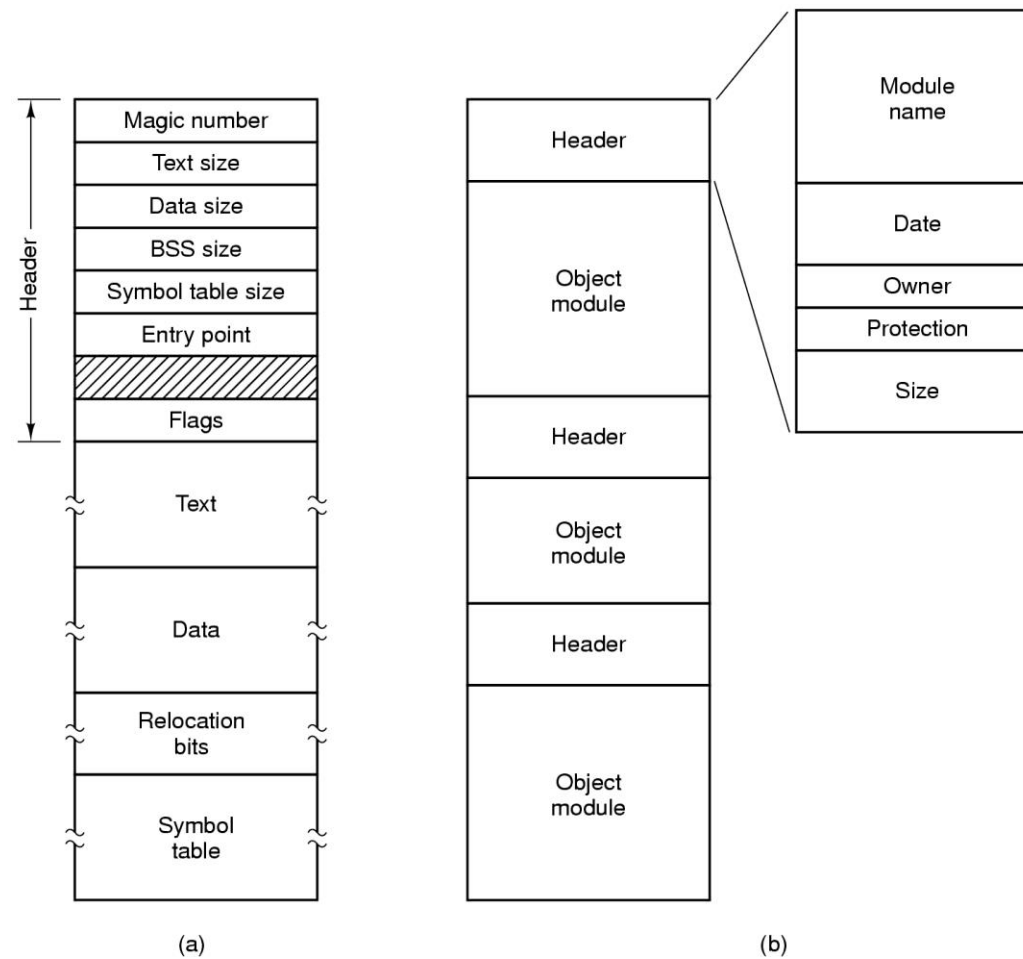 Header
Magic number
Text size
Data size
BSS size
Symbol table size
Entry point
Flags
Text
Data
Relocation
bits
Symbol
table
(a)
Header
Object
module
Header
Object
module
Header
Object
module
Module
name
Date
Owner
Protection
Size
(b)